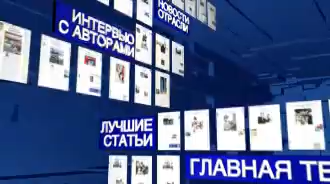 НОВОСТИ
ОТРАСЛИ
ИНТЕРВЬЮ
С АВТОРАМИ
ЛУЧШИЕ
СТАТЬИ
ГЛАВНАЯ ТЕ